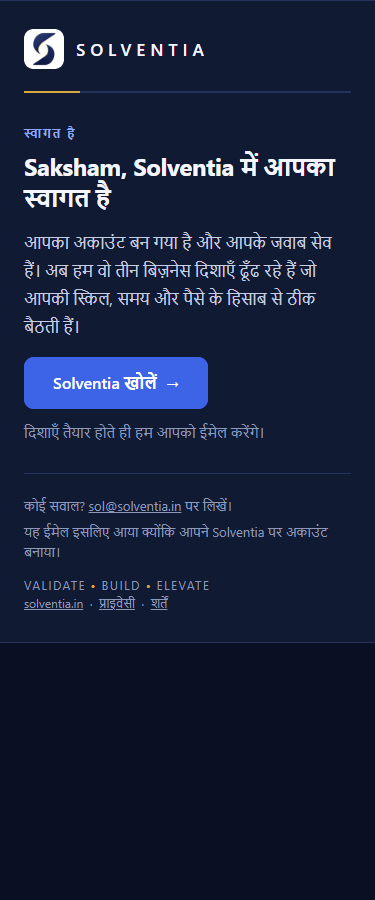 SOLVENTIA
स्वागत है
Saksham, Solventia में आपका
स्वागत है
आपका अकाउंट बन गया है और आपके जवाब सेव
हैं। अब हम वो तीन बिज़नेस दिशाएँ ढूँढ रहे हैं जो
आपकी स्किल, समय और पैसे के हिसाब से ठीक
बैठती हैं।
Solventia खोलें →
दिशाएँ तैयार होते ही हम आपको ईमेल करेंगे।
कोई सवाल? sol@solventia.in पर लिखें।
यह ईमेल इसलिए आया क्योंकि आपने Solventia पर अकाउंट
बनाया।
VALIDATE • BUILD • ELEVATE
solventia.in · प्राइवेसी · शर्तें